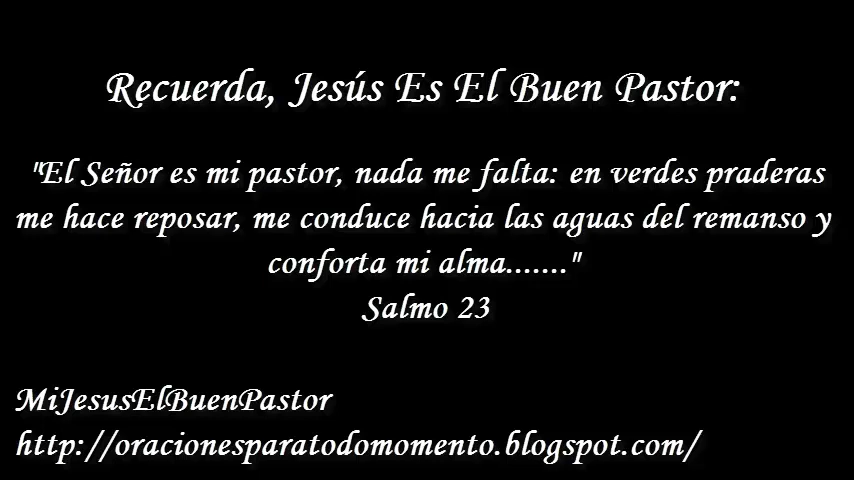 Recuerda, Jesús Es El Buen Pastor:
"El Señor es mi pastor, nada me falta: en verdes praderas
me hace reposar, me conduce hacia las aguas del remanso y
conforta mi alma......."
Salmo 23
MiJesusElBuenPastor
http://oracionesparatodomomento.blogspot.com/